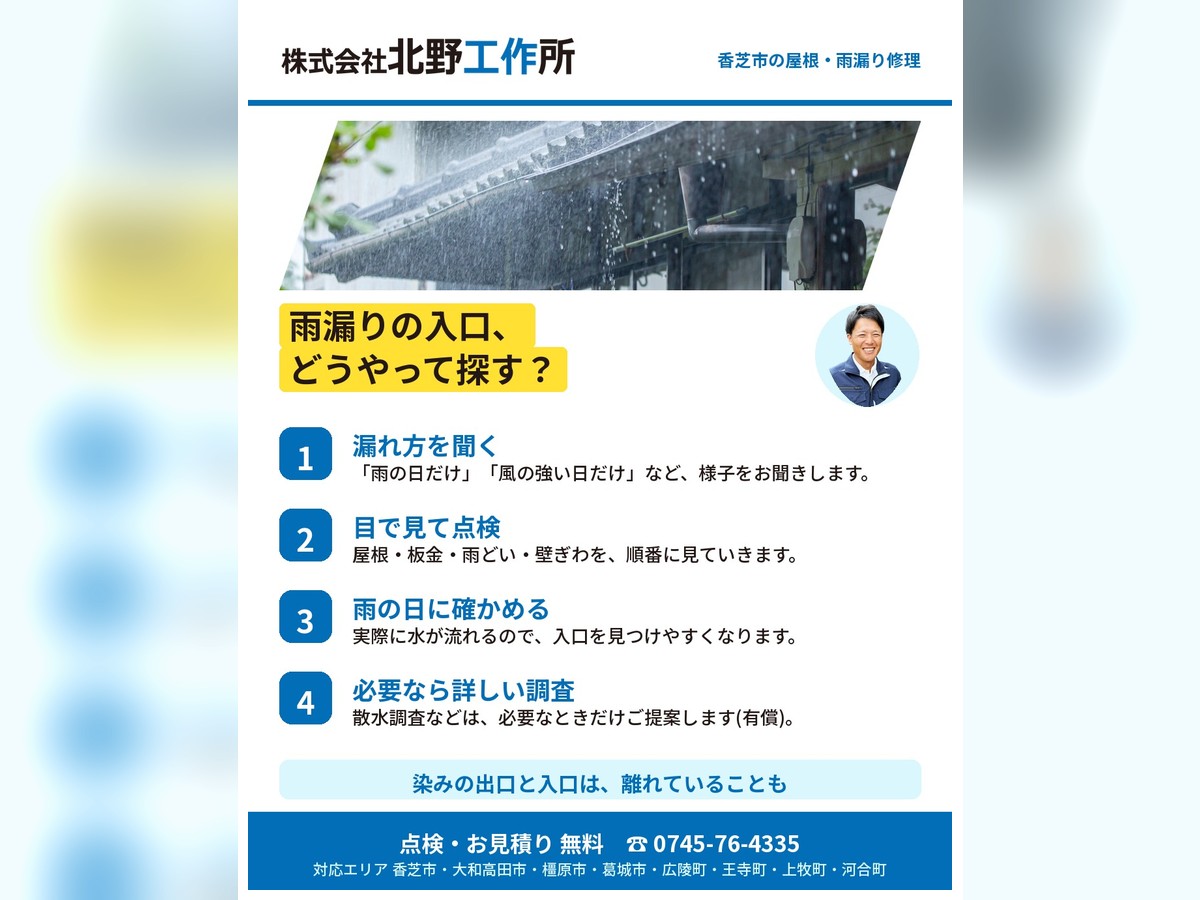 株式会社北野工作所
香芝市の屋根・雨漏り修理
雨漏りの入口、
どうやって探す？
1
漏れ方を聞く
「雨の日だけ」「風の強い日だけ」など、様子をお聞きします。
2
目で見て点検
屋根・板金・雨どい・壁ぎわを、順番に見ていきます。
3
雨の日に確かめる
実際に水が流れるので、入口を見つけやすくなります。
4
必要なら詳しい調査
散水調査などは、必要なときだけご提案します(有償)。
染みの出口と入口は、離れていることも
点検・お見積り 無料　☎ 0745-76-4335
対応エリア 香芝市・大和高田市・橿原市・葛城市・広陵町・王寺町・上牧町・河合町